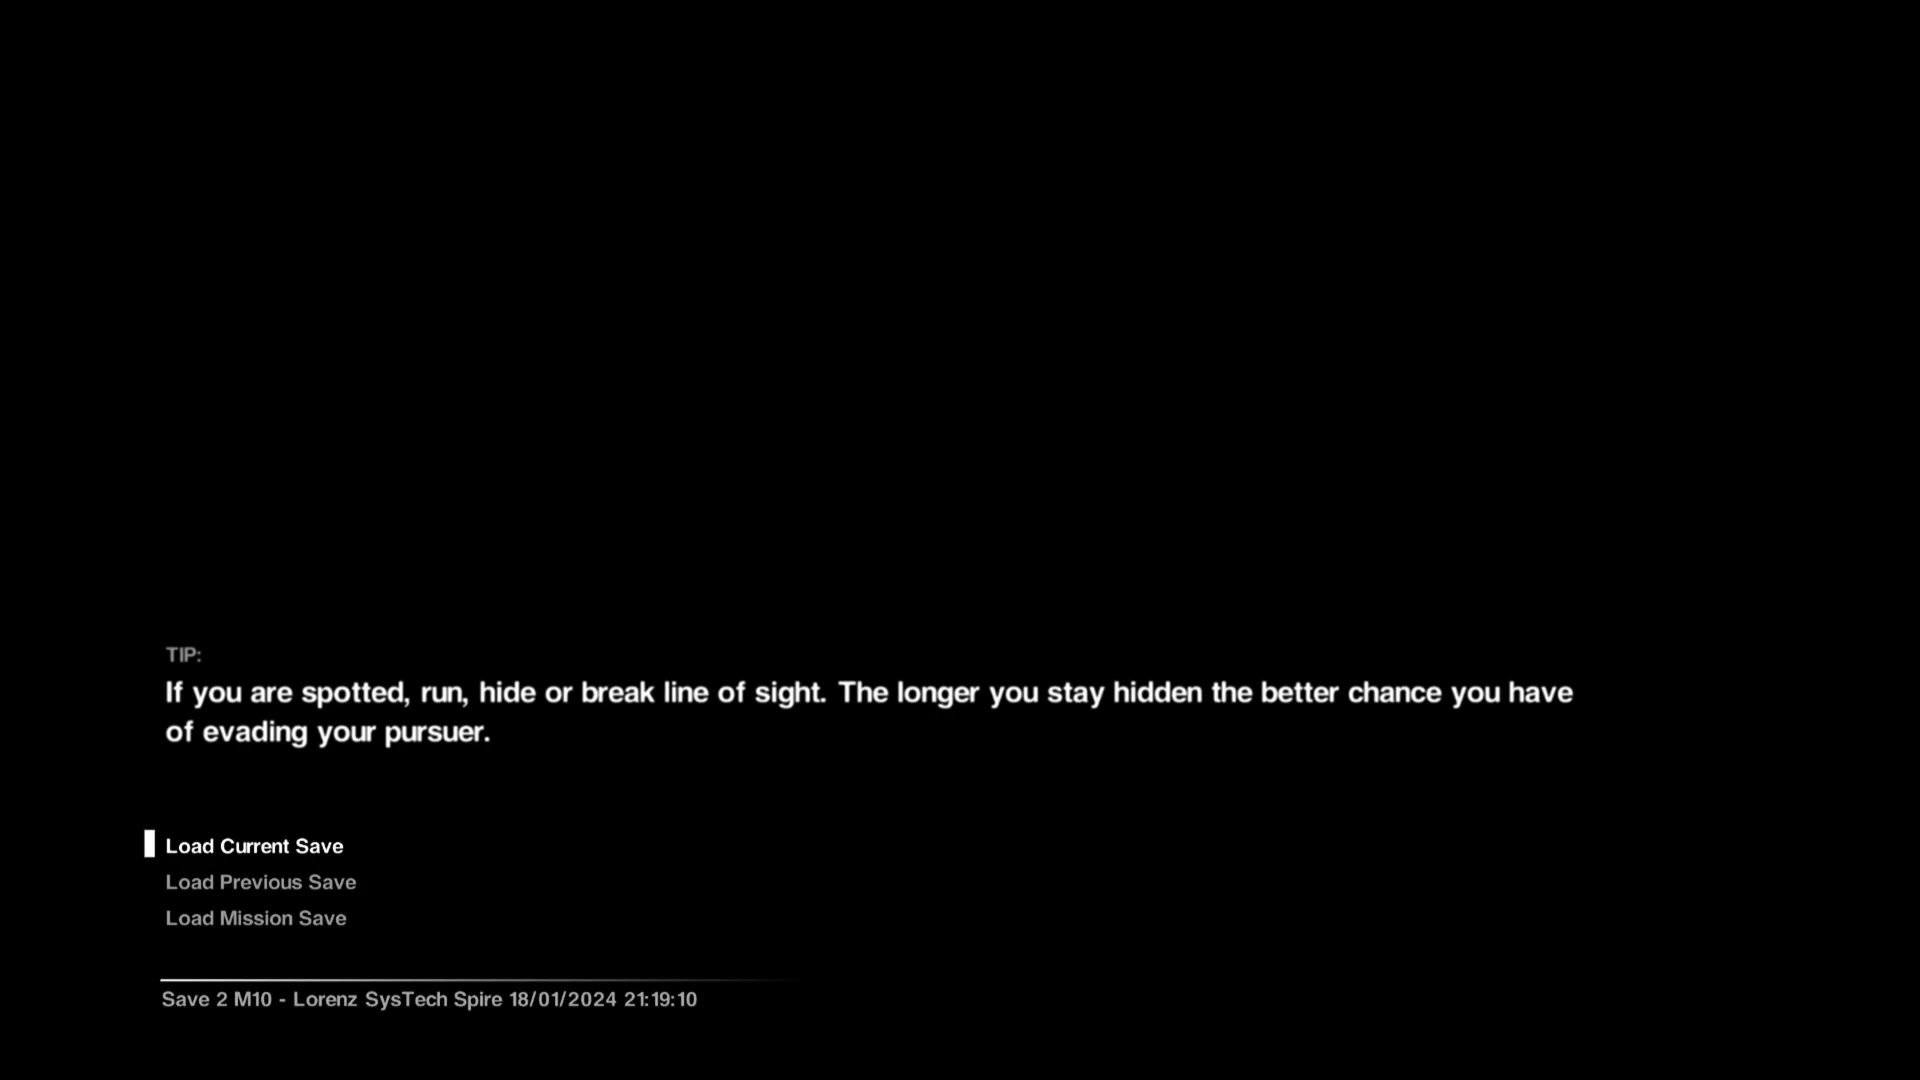 TIP:
If you are spotted, run, hide or break line of sight. The longer you stay hidden the better chance you have
of evading your pursuer.
Load Current Save
Load Previous Save
Load Mission Save
Save 2 M10 - Lorenz SysTech Spire 18/01/2024 21:19:10